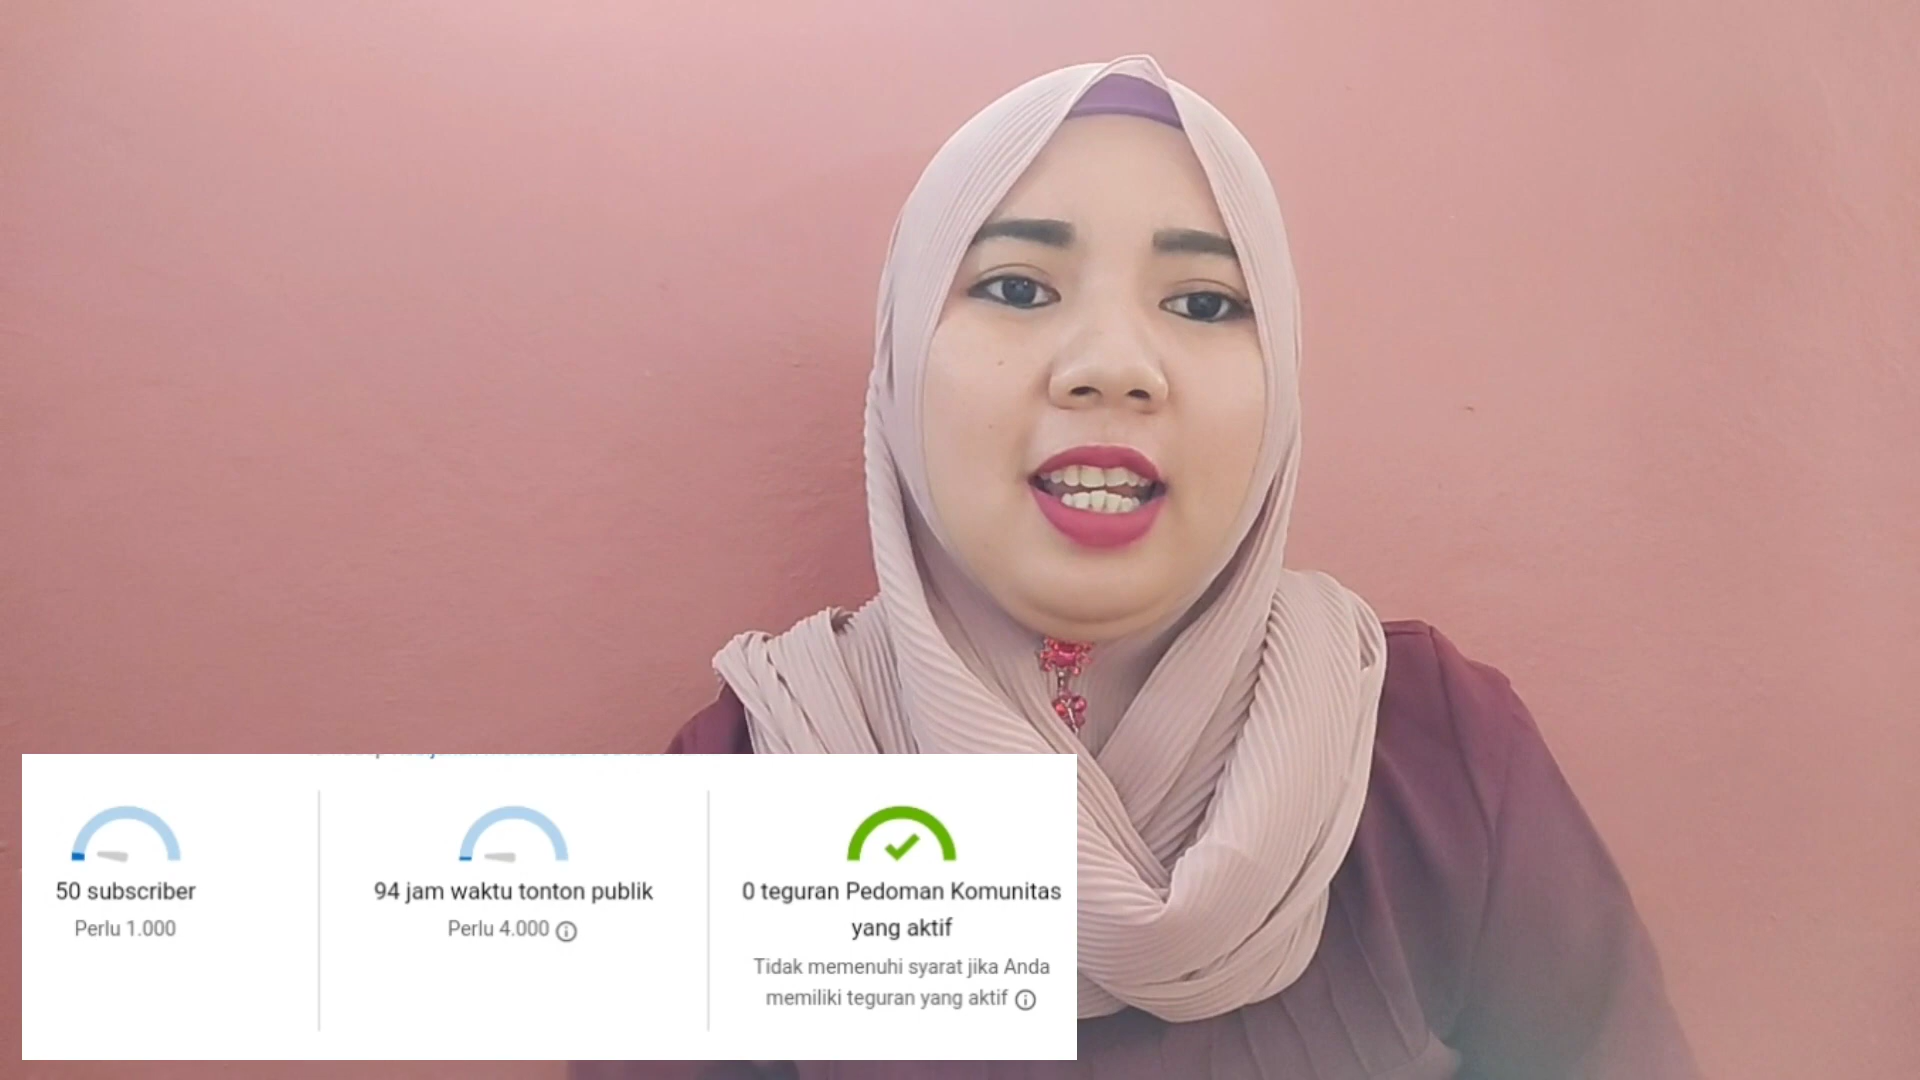 50 subscriber
Perlu 1.000
94 jam waktu tonton publik
Perlu 4.000
0 teguran Pedoman Komunitas
yang aktif
Tidak memenuhi syarat jika Anda
memiliki teguran yang aktif